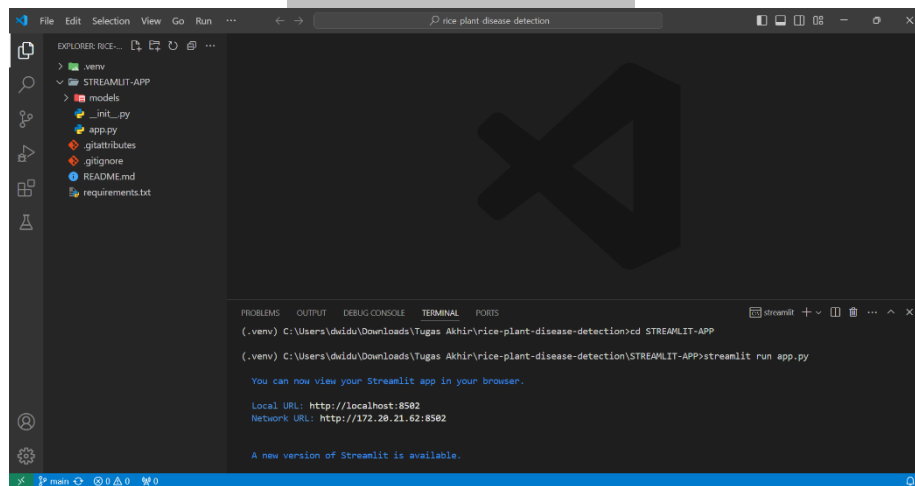 File Edit Selection View Go Run ...
rice plant disease detection
EXPLORER: RICE-...
.venv
STREAMLIT-APP
models
__init__.py
app.py
.gitattributes
.gitignore
README.md
requirements.txt
PROBLEMS OUTPUT DEBUG CONSOLE TERMINAL PORTS
streamlit
(.venv) C:\Users\dwidu\Downloads\Tugas Akhir\rice-plant-disease-detection>cd STREAMLIT-APP
(.venv) C:\Users\dwidu\Downloads\Tugas Akhir\rice-plant-disease-detection\STREAMLIT-APP>streamlit run app.py
You can now view your Streamlit app in your browser.
Local URL: http://localhost:8502
Network URL: http://172.20.21.62:8502
A new version of Streamlit is available.
main 0 0 0